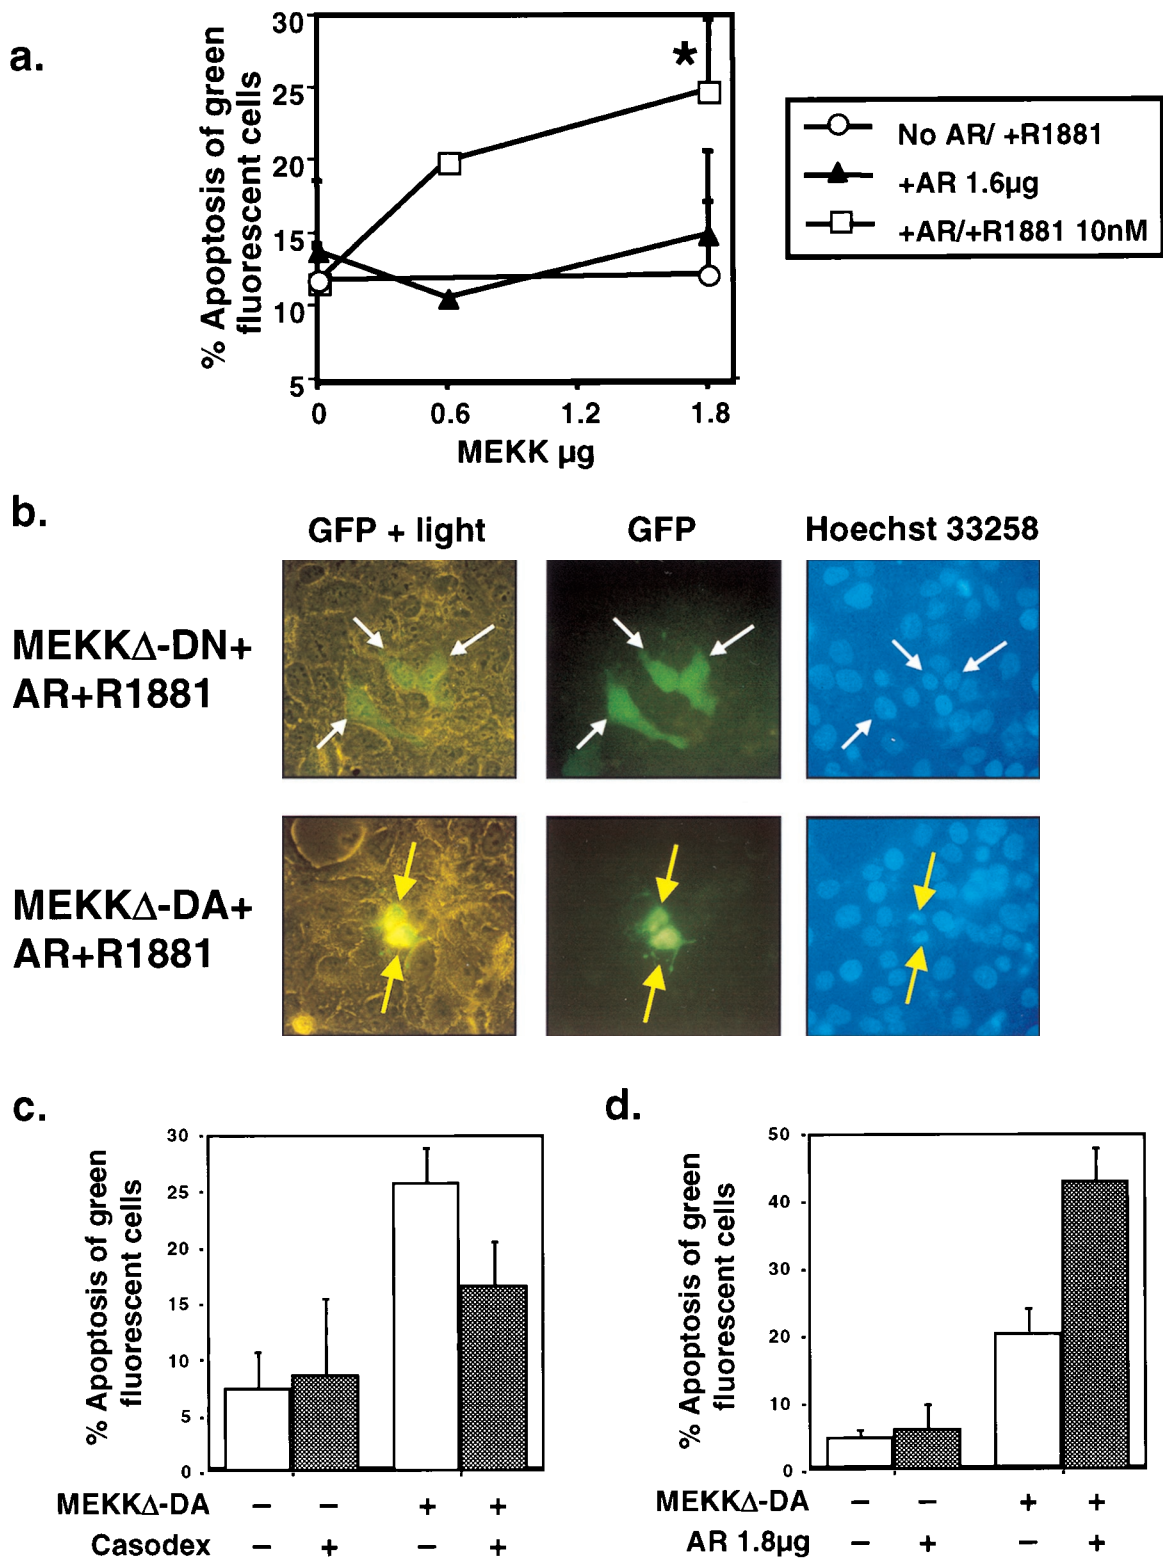 a.
% Apoptosis of green
fluorescent cells
30
25
20
15
10
5
0
0.6
1.2
1.8
MEKK µg
*
No AR/ +R1881
+AR 1.6µg
+AR/+R1881 10nM
b.
GFP + light
GFP
Hoechst 33258
MEKKΔ-DN+
AR+R1881
MEKKΔ-DA+
AR+R1881
c.
% Apoptosis of green
fluorescent cells
30
25
20
15
10
5
0
MEKKΔ-DA − − + +
Casodex − + − +
d.
% Apoptosis of green
fluorescent cells
50
40
30
20
10
0
MEKKΔ-DA − − + +
AR 1.8µg − + − +